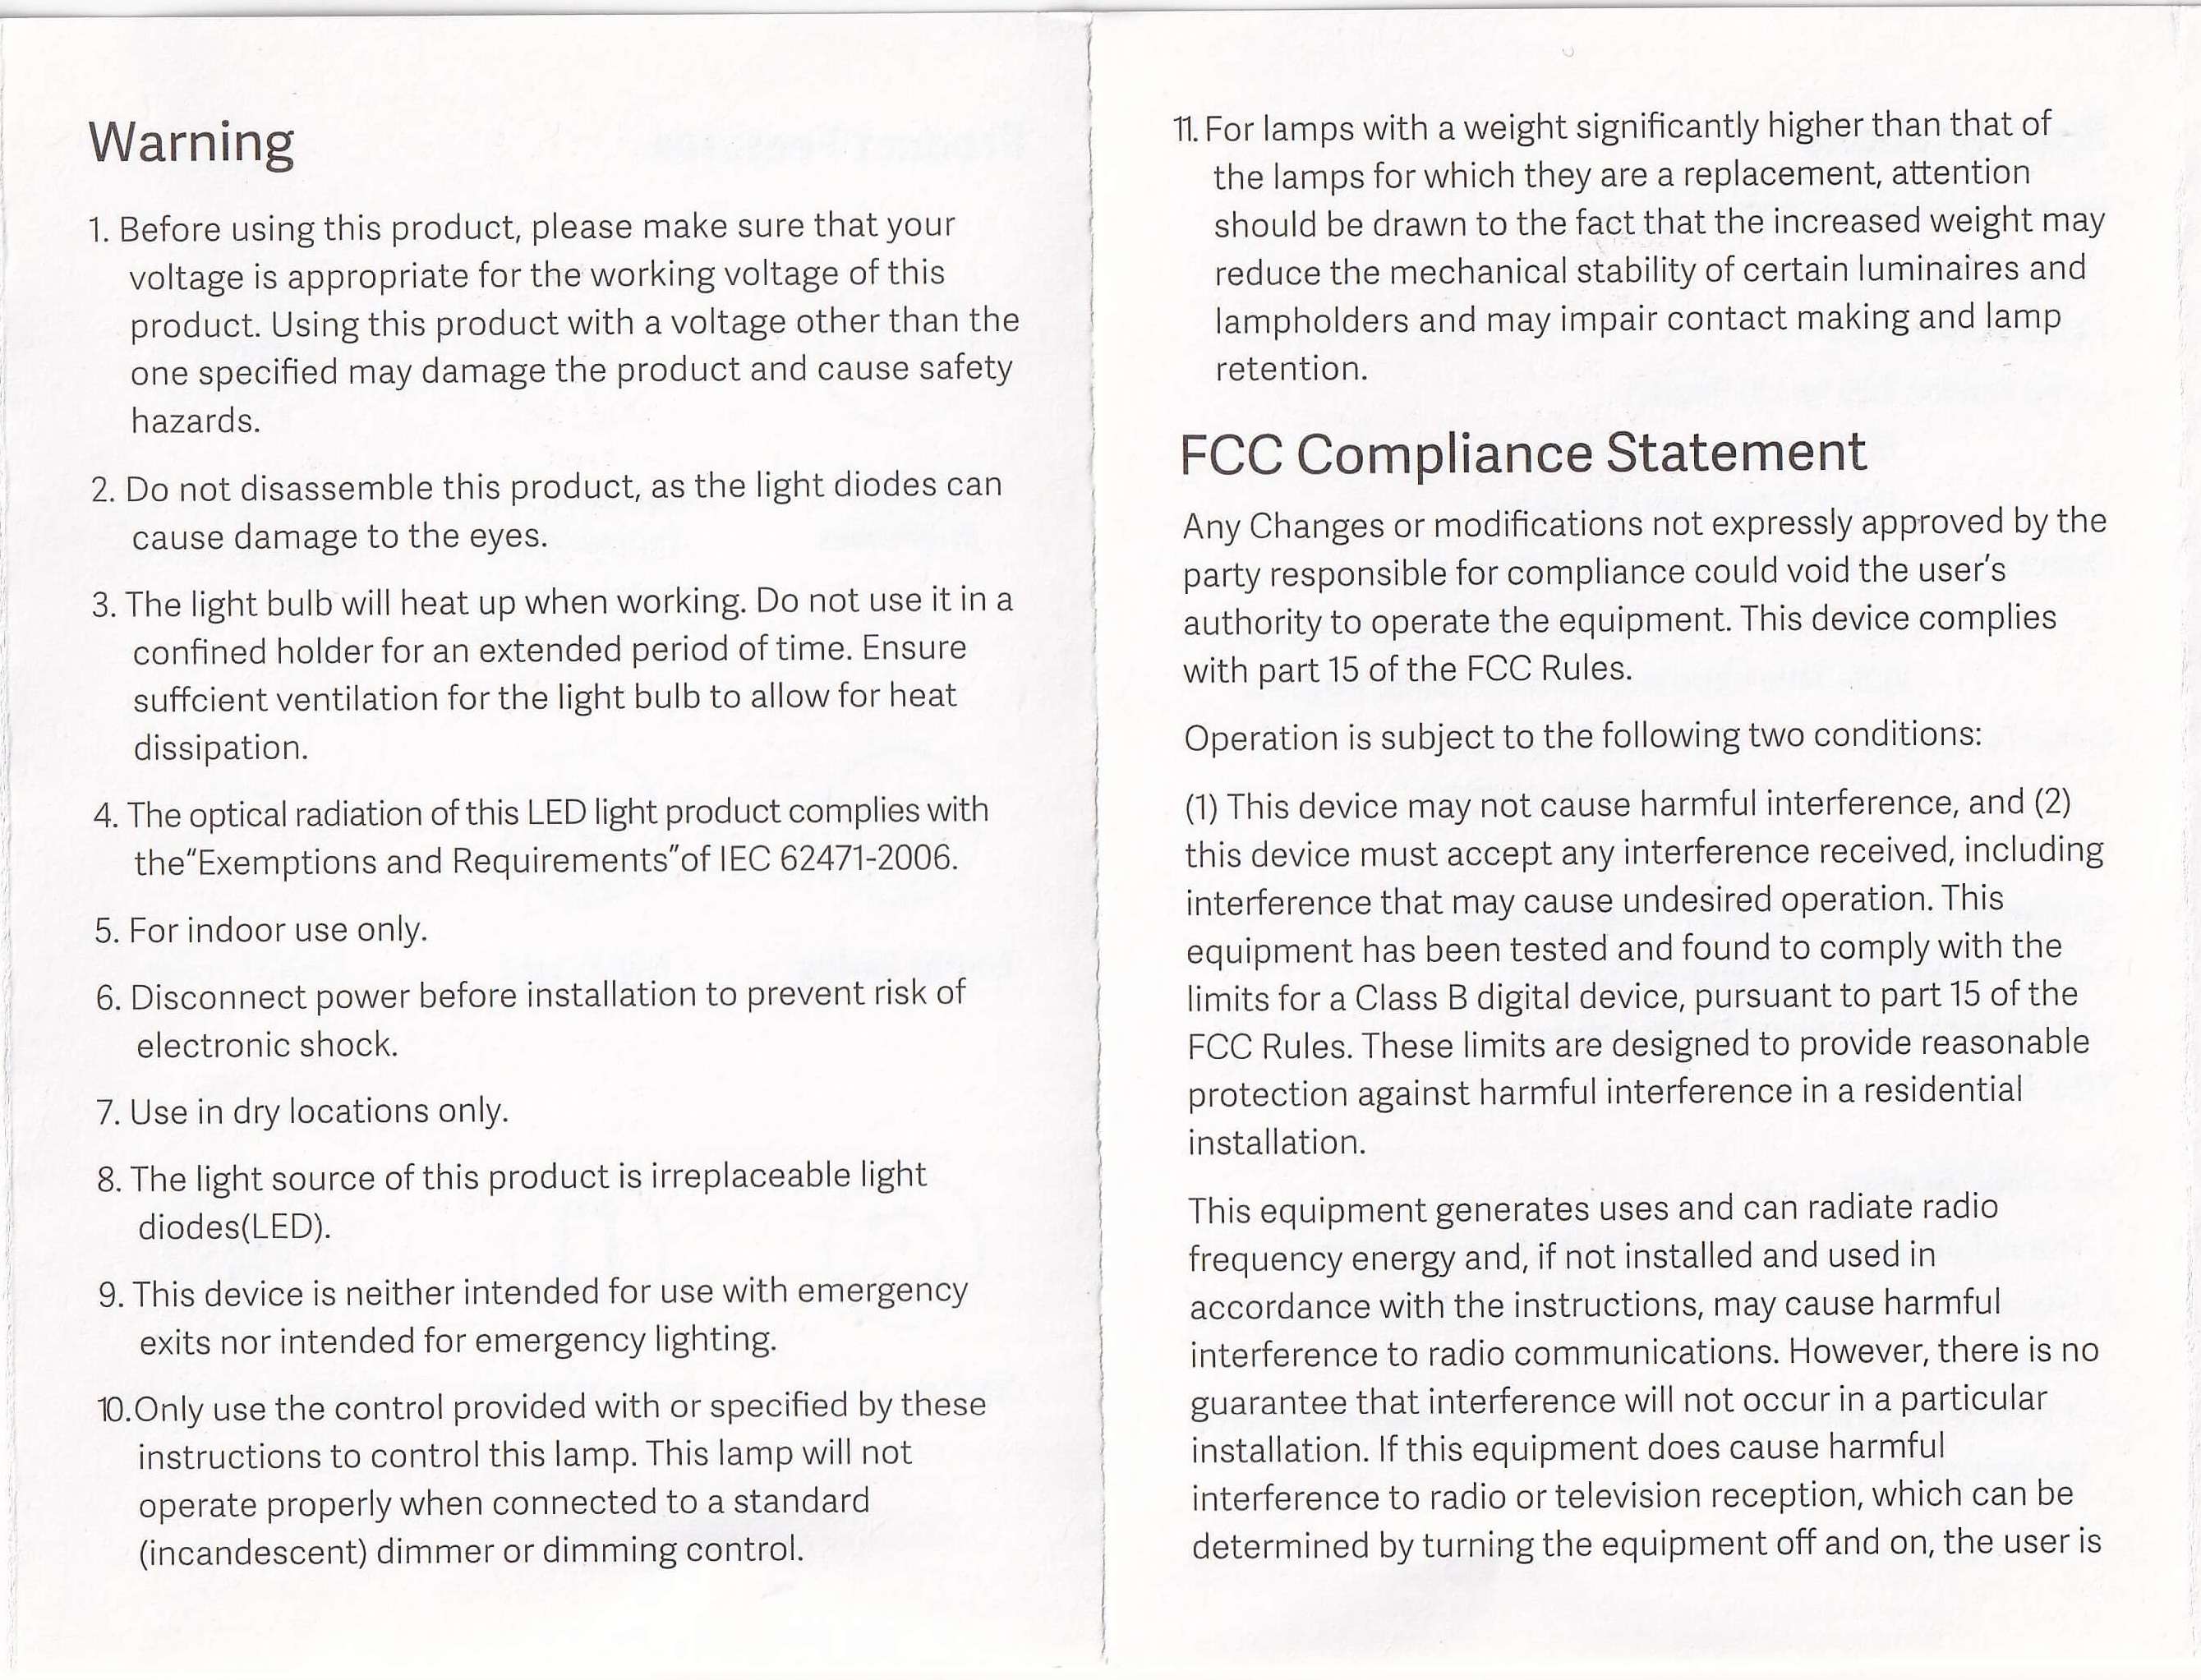 Warning
1. Before using this product, please make sure that your
voltage is appropriate for the working voltage of this
product. Using this product with a voltage other than the
one specified may damage the product and cause safety
hazards.
2. Do not disassemble this product, as the light diodes can
cause damage to the eyes.
3. The light bulb will heat up when working. Do not use it in a
confined holder for an extended period of time. Ensure
suffcient ventilation for the light bulb to allow for heat
dissipation.
4. The optical radiation of this LED light product complies with
the"Exemptions and Requirements"of IEC 62471-2006.
5. For indoor use only.
6. Disconnect power before installation to prevent risk of
electronic shock.
7. Use in dry locations only.
8. The light source of this product is irreplaceable light
diodes(LED).
9. This device is neither intended for use with emergency
exits nor intended for emergency lighting.
10.Only use the control provided with or specified by these
instructions to control this lamp. This lamp will not
operate properly when connected to a standard
(incandescent) dimmer or dimming control.
11. For lamps with a weight significantly higher than that of
the lamps for which they are a replacement, attention
should be drawn to the fact that the increased weight may
reduce the mechanical stability of certain luminaires and
lampholders and may impair contact making and lamp
retention.
FCC Compliance Statement
Any Changes or modifications not expressly approved by the
party responsible for compliance could void the user's
authority to operate the equipment. This device complies
with part 15 of the FCC Rules.
Operation is subject to the following two conditions:
(1) This device may not cause harmful interference, and (2)
this device must accept any interference received, including
interference that may cause undesired operation. This
equipment has been tested and found to comply with the
limits for a Class B digital device, pursuant to part 15 of the
FCC Rules. These limits are designed to provide reasonable
protection against harmful interference in a residential
installation.
This equipment generates uses and can radiate radio
frequency energy and, if not installed and used in
accordance with the instructions, may cause harmful
interference to radio communications. However, there is no
guarantee that interference will not occur in a particular
installation. If this equipment does cause harmful
interference to radio or television reception, which can be
determined by turning the equipment off and on, the user is